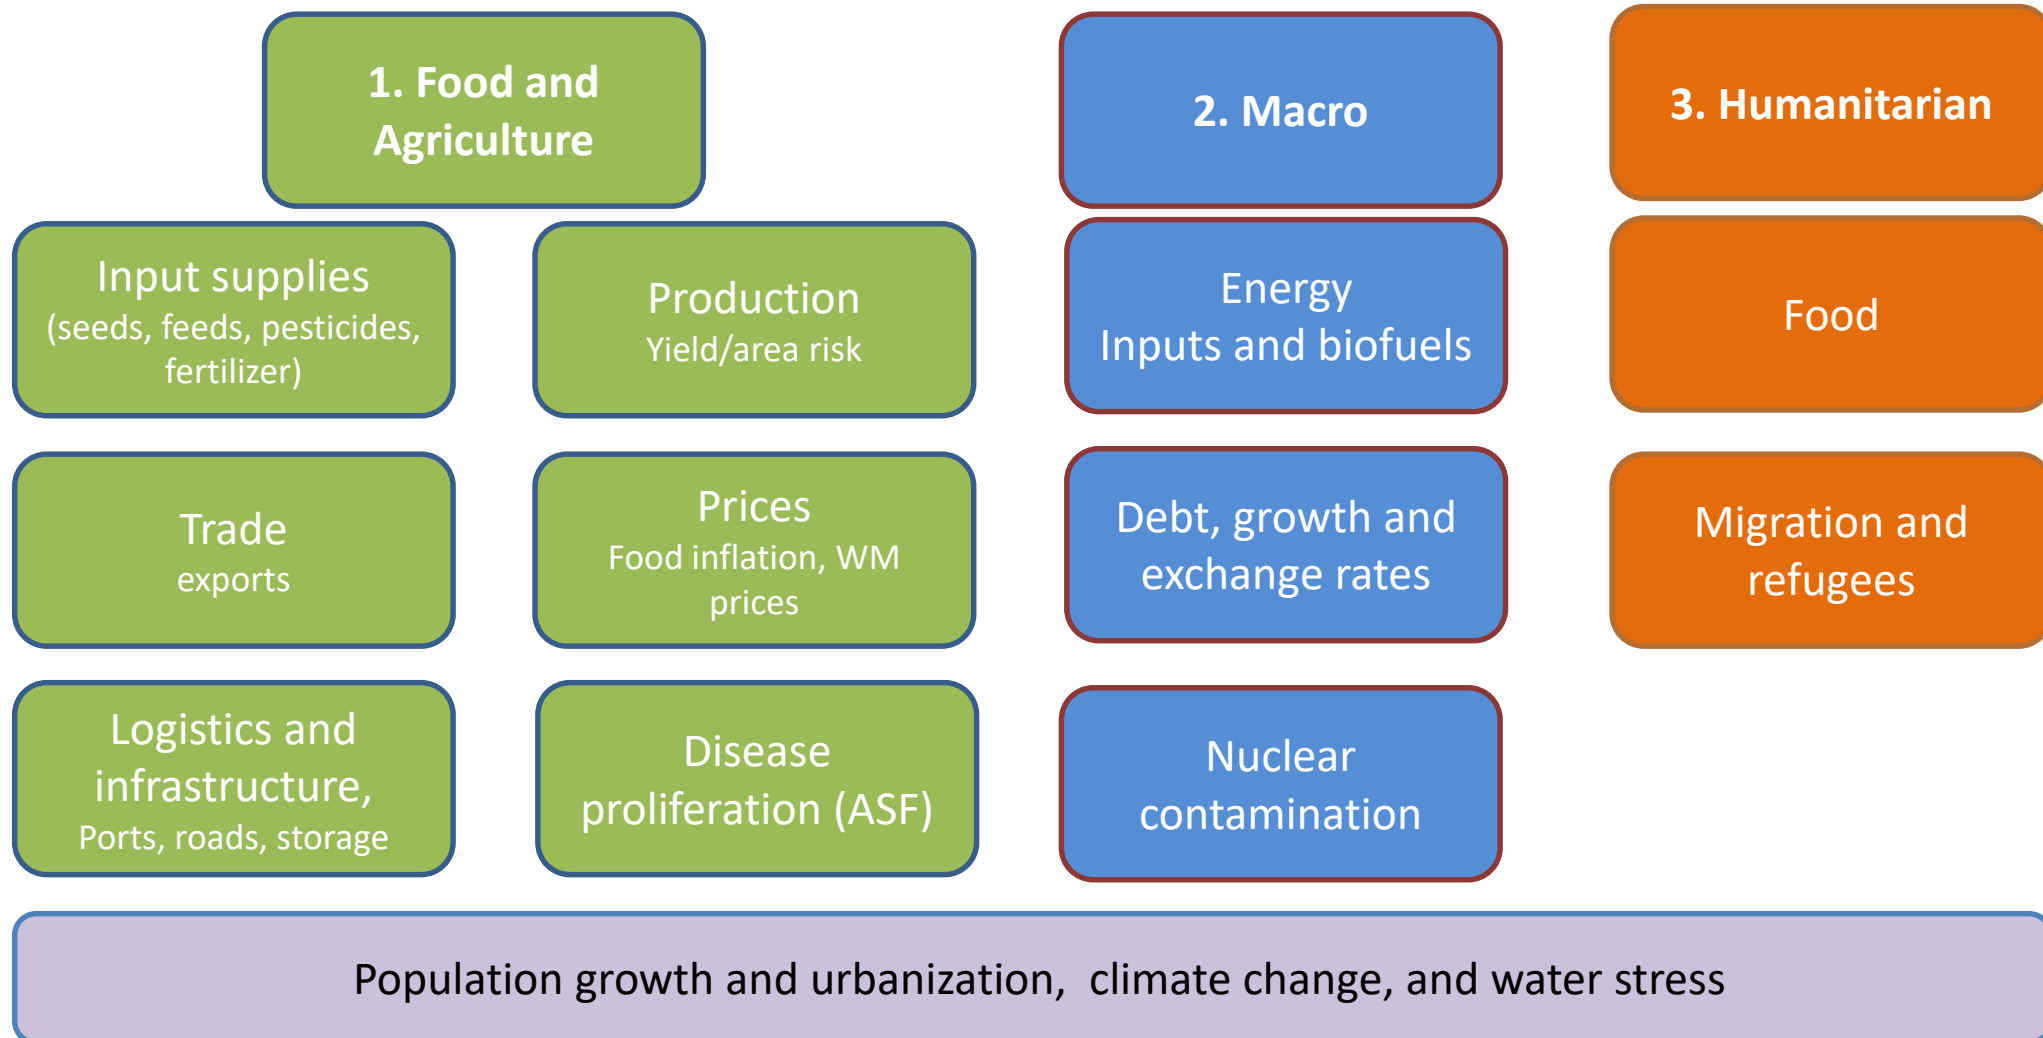 1. Food and
Agriculture
2. Macro
3. Humanitarian
Input supplies
(seeds, feeds, pesticides,
fertilizer)
Production
Yield/area risk
Energy
Inputs and biofuels
Food
Trade
exports
Prices
Food inflation, WM
prices
Debt, growth and
exchange rates
Migration and
refugees
Logistics and
infrastructure,
Ports, roads, storage
Disease
proliferation (ASF)
Nuclear
contamination
Population growth and urbanization,  climate change, and water stress